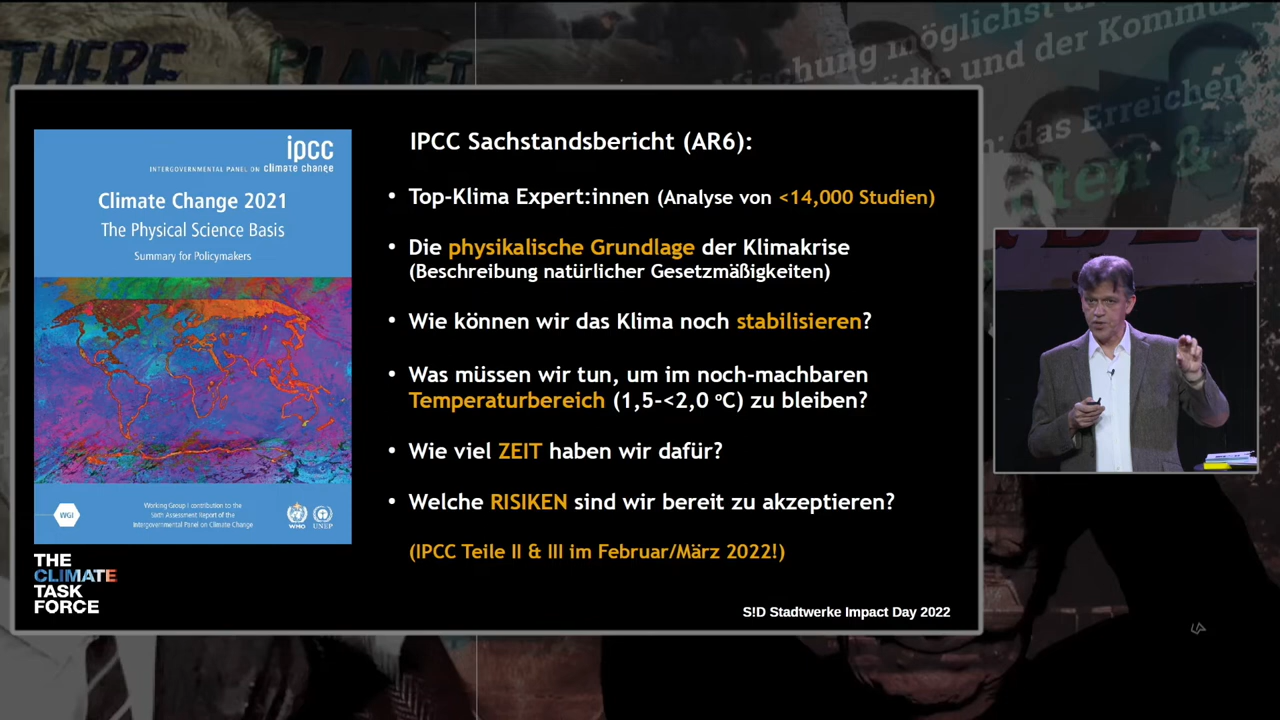 THERE PLANET
Mischung möglichst
städte und der Kommun
das Erreichen
ten &
ipcc
INTERGOVERNMENTAL PANEL ON climate change
Climate Change 2021
The Physical Science Basis
Summary for Policymakers
WGI
Working Group I contribution to the
Sixth Assessment Report of the
Intergovernmental Panel on Climate Change
WMO UNEP
THE
CLIMATE
TASK
FORCE
IPCC Sachstandsbericht (AR6):
• Top-Klima Expert:innen (Analyse von <14,000 Studien)
• Die physikalische Grundlage der Klimakrise
(Beschreibung natürlicher Gesetzmäßigkeiten)
• Wie können wir das Klima noch stabilisieren?
• Was müssen wir tun, um im noch-machbaren
Temperaturbereich (1,5-<2,0 °C) zu bleiben?
• Wie viel ZEIT haben wir dafür?
• Welche RISIKEN sind wir bereit zu akzeptieren?
(IPCC Teile II & III im Februar/März 2022!)
S!D Stadtwerke Impact Day 2022